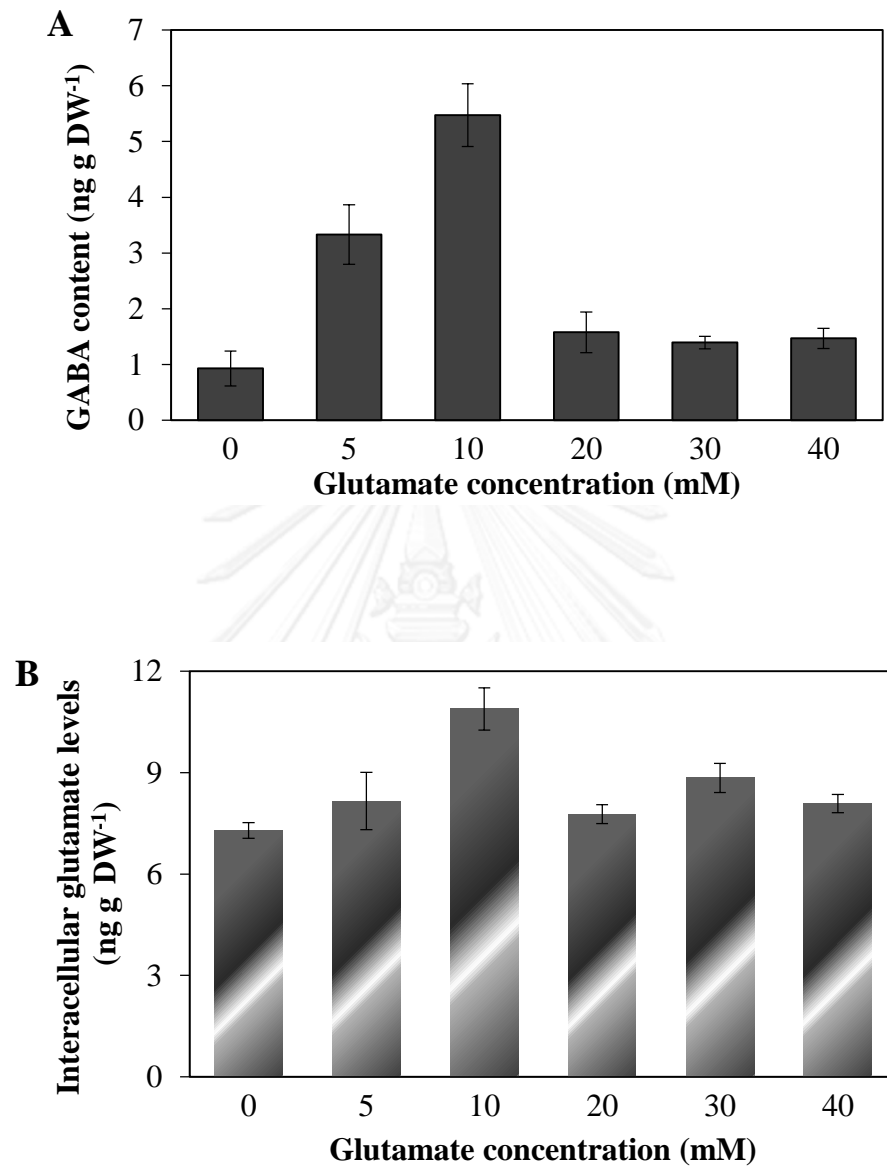 A
7
6
5
4
3
2
1
0
GABA content (ng g DW-1)
0 5 10 20 30 40
Glutamate concentration (mM)
B
12
9
6
3
0
Interacellular glutamate levels
(ng g DW-1)
0 5 10 20 30 40
Glutamate concentration (mM)